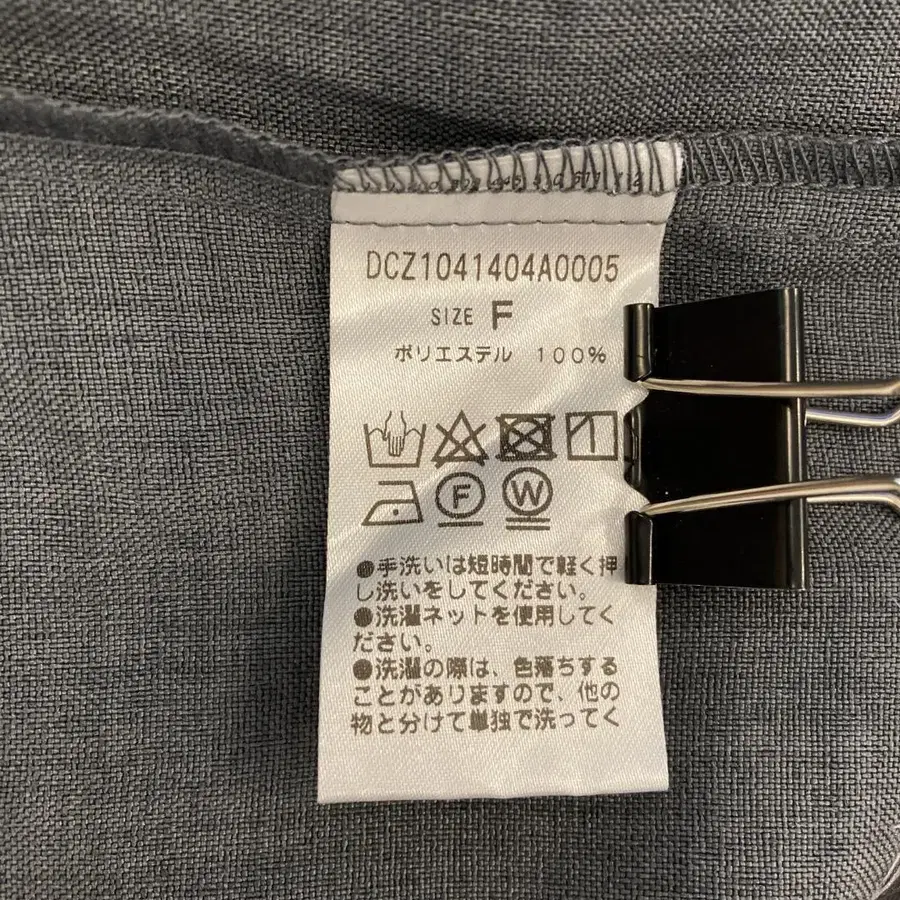 DCZ1041404A0005
SIZE F
ポリエステル 100%
F W
●手洗いは短時間で軽く押
し洗いをしてください。
●洗濯ネットを使用してく
ださい。
●洗濯の際は、色落ちする
ことがありますので、他の
物と分けて単独で洗ってく